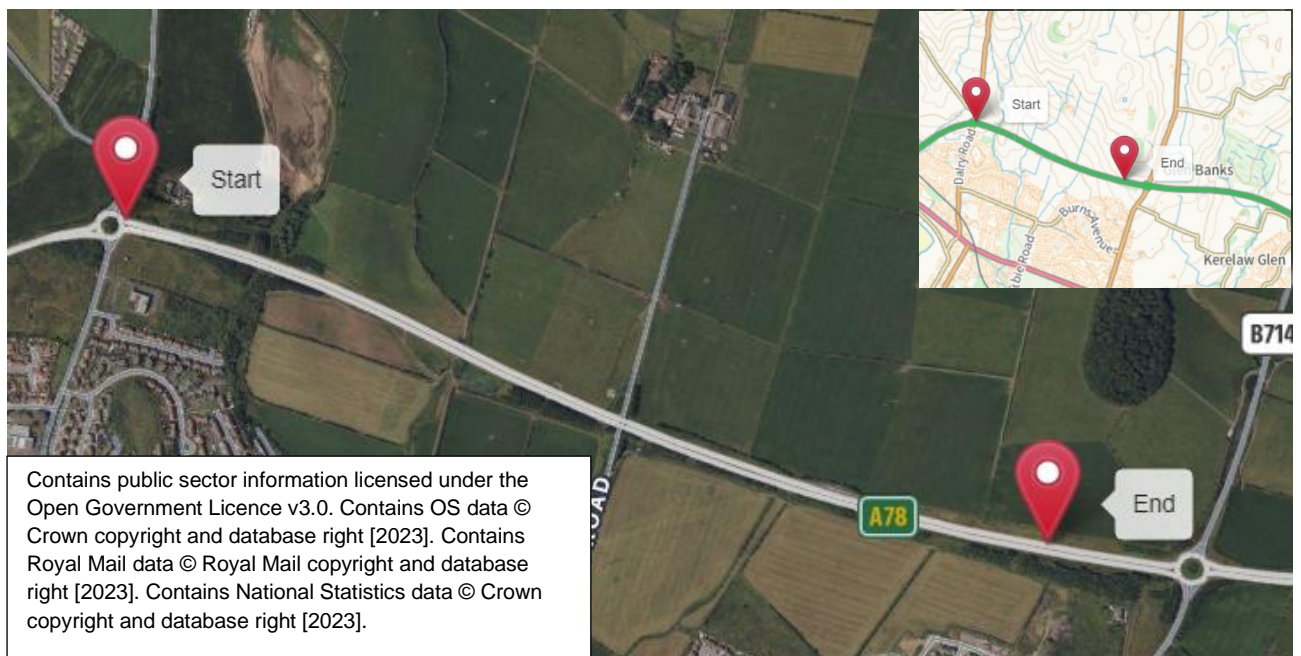 Start
Start
Dalry Road
End
Glen Banks
Burns Avenue
Kerelaw Glen
kbie Road
B714
A78
End
ROAD
Contains public sector information licensed under the
Open Government Licence v3.0. Contains OS data ©
Crown copyright and database right [2023]. Contains
Royal Mail data © Royal Mail copyright and database
right [2023]. Contains National Statistics data © Crown
copyright and database right [2023].